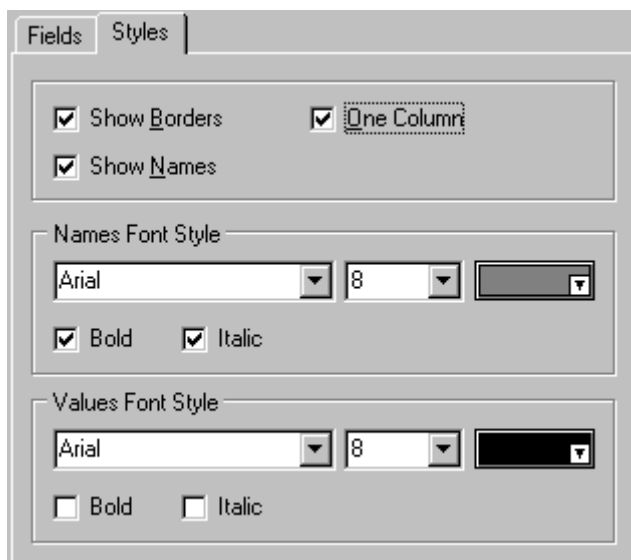 Fields Styles
Show Borders One Column
Show Names
Names Font Style
Arial 8
Bold Italic
Values Font Style
Arial 8
Bold Italic